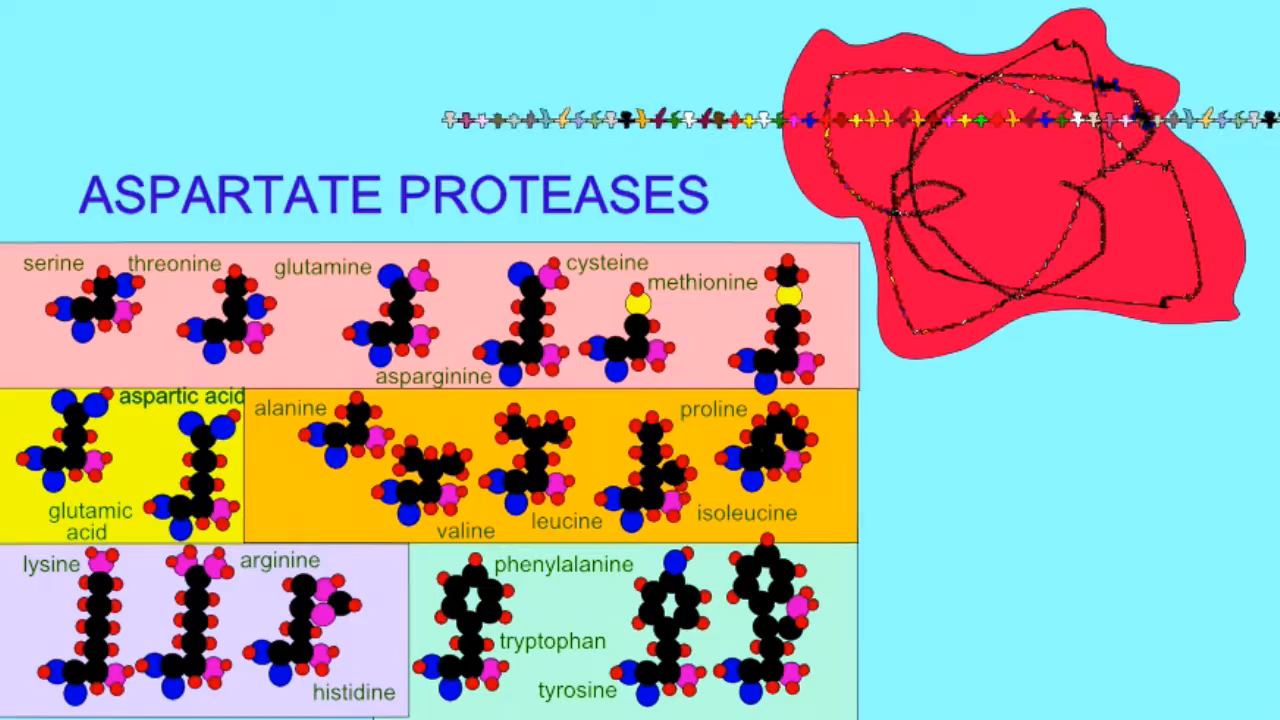 ASPARTATE PROTEASES
serine
threonine
glutamine
cysteine
methionine
asparginine
aspartic acid
alanine
proline
glutamic
acid
valine
leucine
isoleucine
lysine
arginine
phenylalanine
tryptophan
histidine
tyrosine